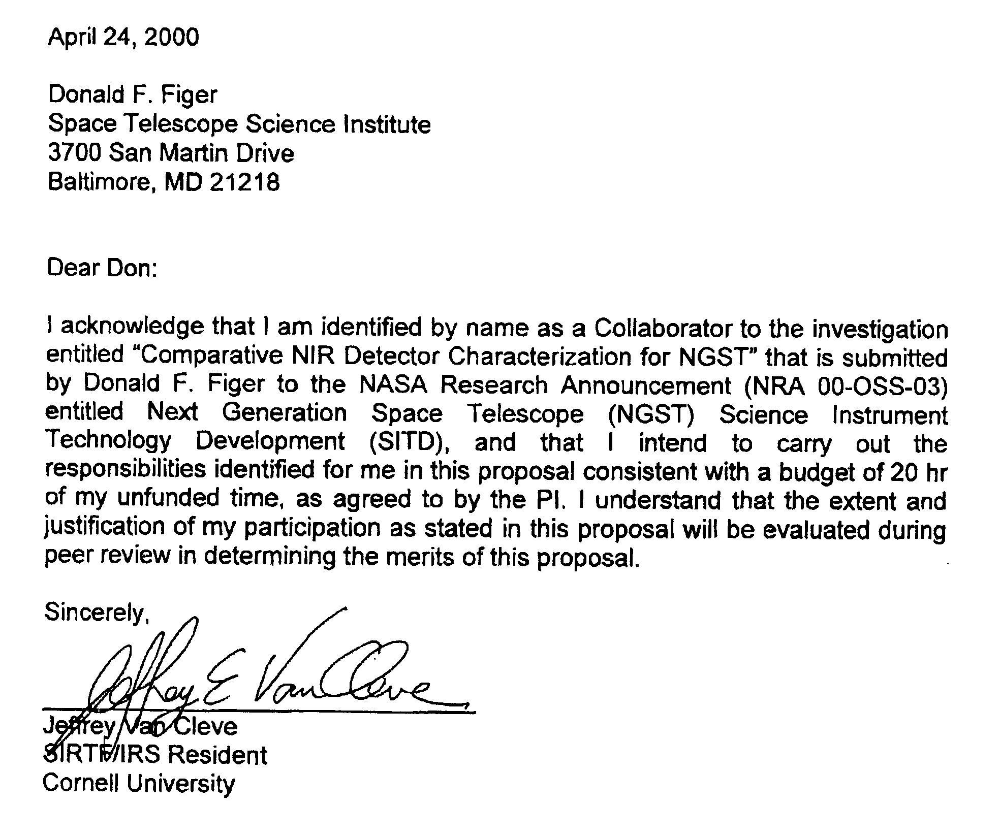 April 24, 2000
Donald F. Figer
Space Telescope Science Institute
3700 San Martin Drive
Baltimore, MD 21218
Dear Don:
I acknowledge that I am identified by name as a Collaborator to the investigation
entitled “Comparative NIR Detector Characterization for NGST” that is submitted
by Donald F. Figer to the NASA Research Announcement (NRA 00-OSS-03)
entitled Next Generation Space Telescope (NGST) Science Instrument
Technology Development (SITD), and that I intend to carry out the
responsibilities identified for me in this proposal consistent with a budget of 20 hr
of my unfunded time, as agreed to by the PI. I understand that the extent and
justification of my participation as stated in this proposal will be evaluated during
peer review in determining the merits of this proposal.
Sincerely,
Jeffrey E Van Cleve
Jeffrey Van Cleve
SIRTF/IRS Resident
Cornell University